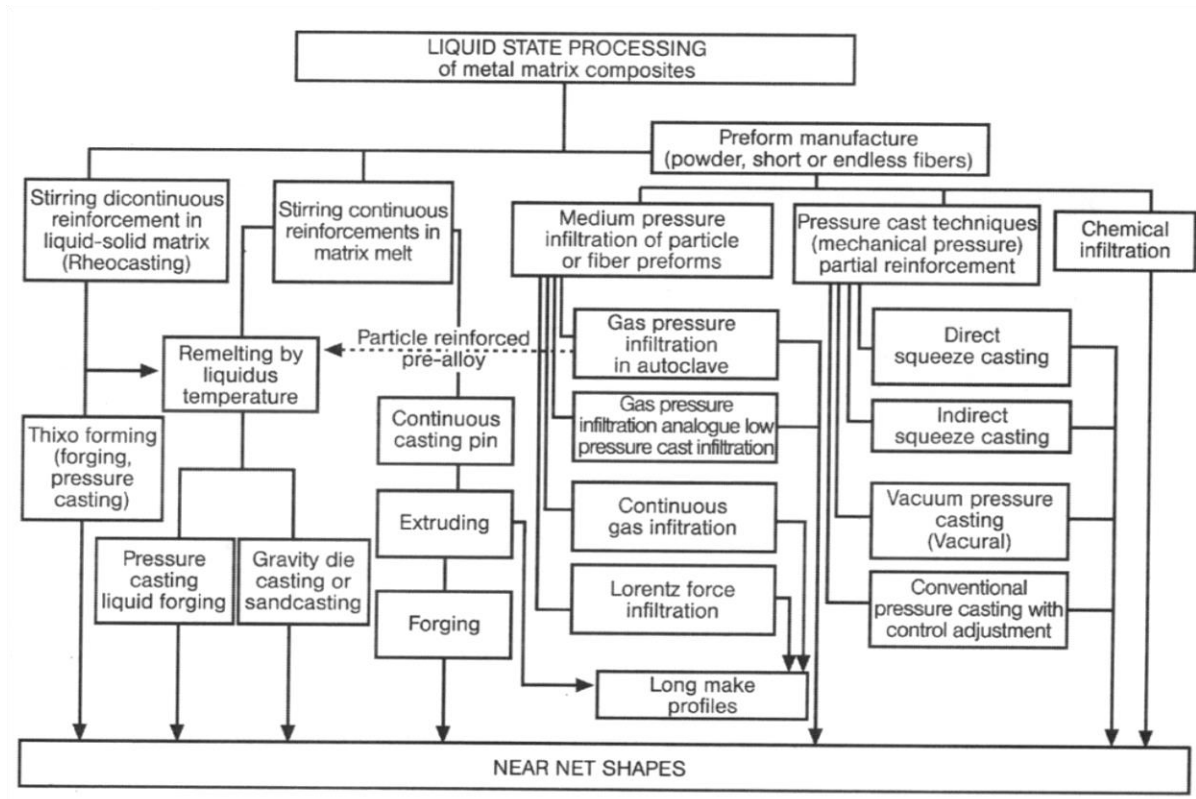 LIQUID STATE PROCESSING
of metal matrix composites
Preform manufacture
(powder, short or endless fibers)
Stirring dicontinuous
reinforcement in
liquid-solid matrix
(Rheocasting)
Stirring continuous
reinforcements in
matrix melt
Medium pressure
infiltration of particle
or fiber preforms
Pressure cast techniques
(mechanical pressure)
partial reinforcement
Chemical
infiltration
Remelting by
liquidus
temperature
Particle reinforced
pre-alloy
Gas pressure
infiltration
in autoclave
Direct
squeeze casting
Thixo forming
(forging,
pressure
casting)
Continuous
casting pin
Gas pressure
infiltration analogue low
pressure cast infiltration
Indirect
squeeze casting
Extruding
Continuous
gas infitration
Vacuum pressure
casting
(Vacural)
Pressure
casting
liquid forging
Gravity die
casting or
sandcasting
Forging
Lorentz force
infiltration
Conventional
pressure casting with
control adjustment
Long make
profiles
NEAR NET SHAPES